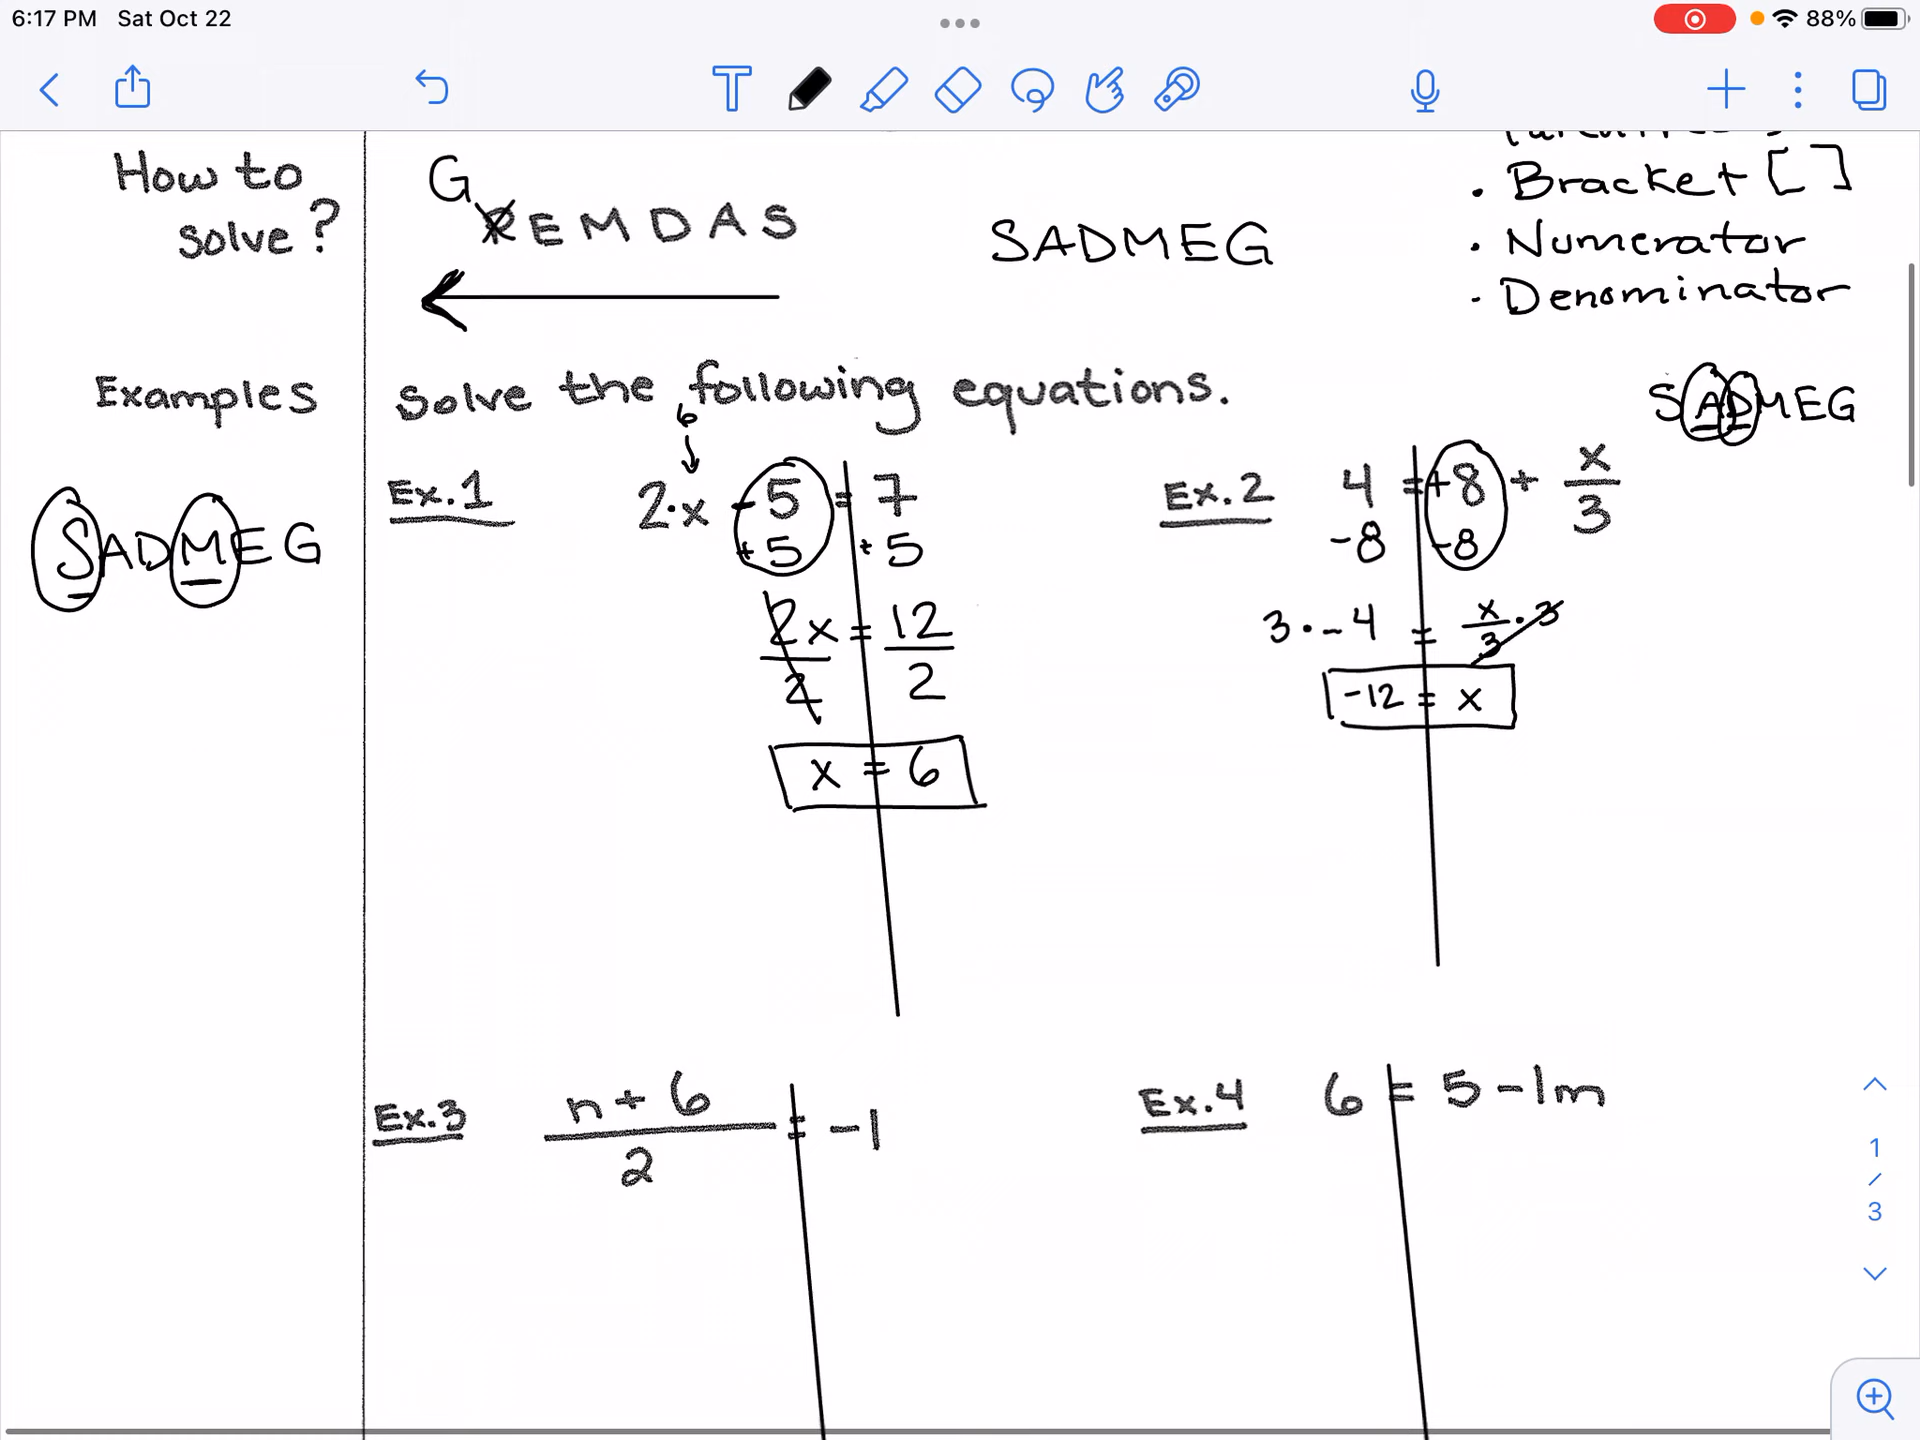 6:17 PM Sat Oct 22
88%
T
How to
solve?
G
PEMDAS
SADMEG
. Bracket [ ]
. Numerator
. Denominator
Examples
solve the following equations.
SADMEG
6
Ex.1
2·x - 5 = 7
+5 +5
2x = 12
2 2
x = 6
SADMEG
Ex.2
4 = +8 + x/3
-8 -8
3·-4 = x/3·3
-12 = x
Ex.3
n + 6
2
= -1
Ex.4
6 = 5 - 1m
1
/
3